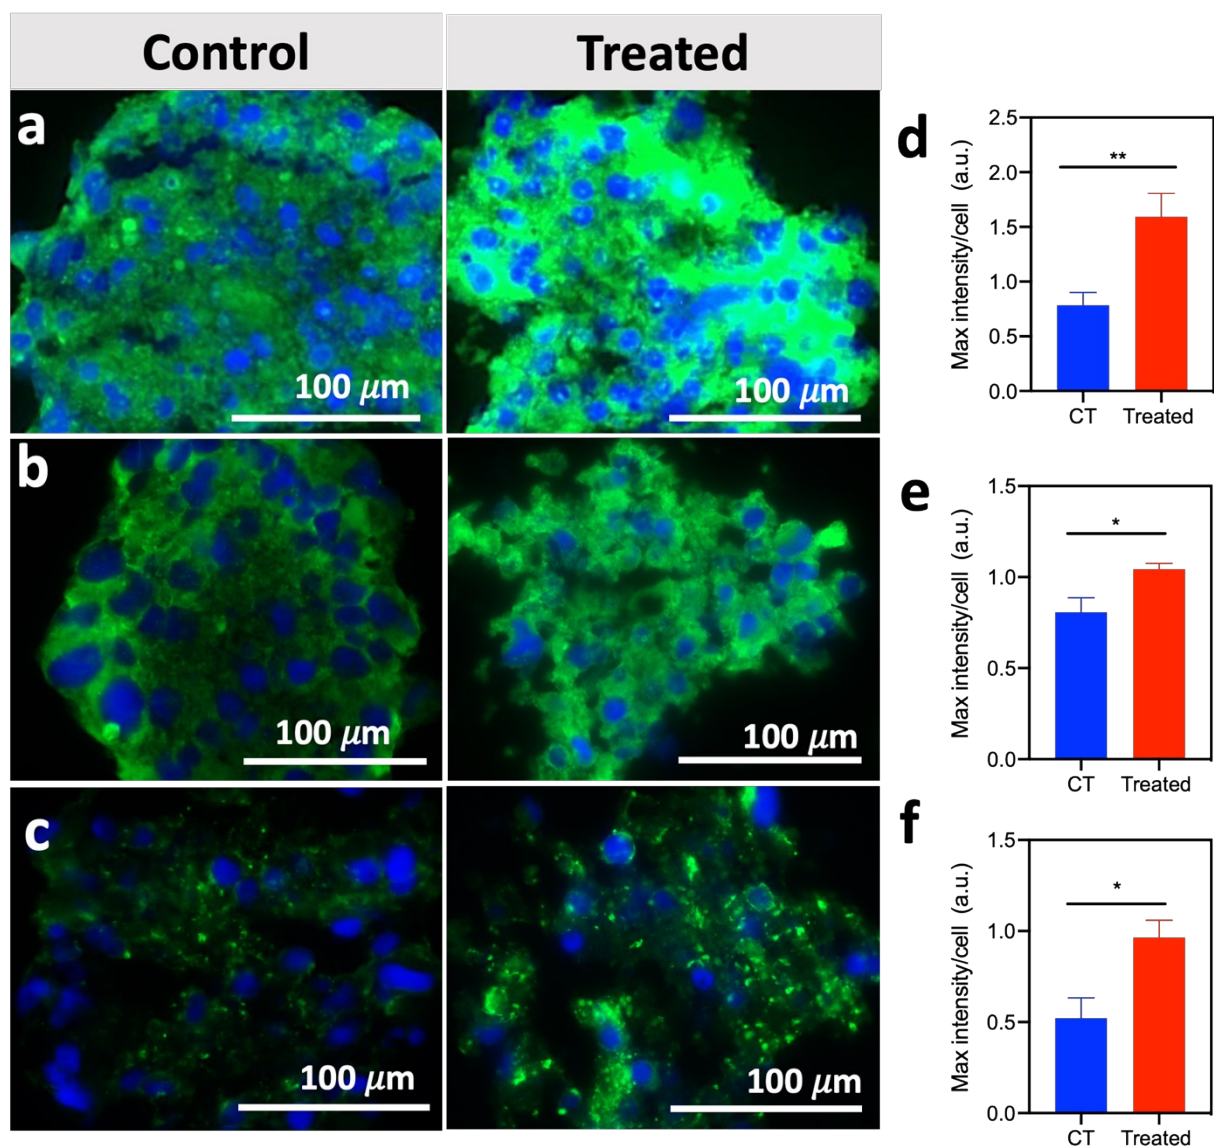 Control
Treated
a
100 μm
100 μm
d
Max intensity/cell (a.u.)
2.5
2.0
1.5
1.0
0.5
0.0
**
CT
Treated
b
100 μm
100 μm
e
Max intensity/cell (a.u.)
1.5
1.0
0.5
0.0
*
CT
Treated
c
100 μm
100 μm
f
Max intensity/cell (a.u.)
1.5
1.0
0.5
0.0
*
CT
Treated